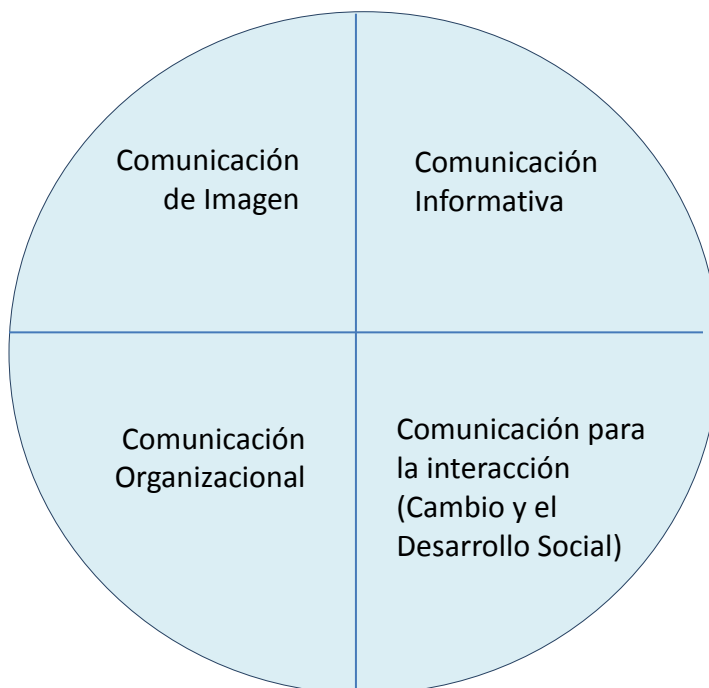 Comunicación
de Imagen
Comunicación
Informativa
Comunicación
Organizacional
Comunicación para
la interacción
(Cambio y el
Desarrollo Social)